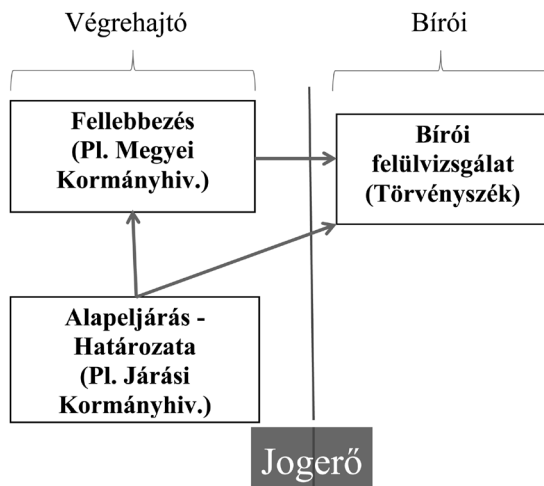 Végrehajtó
Bírói
Fellebbezés
(Pl. Megyei
Kormányhiv.)
Bírói
felülvizsgálat
(Törvényszék)
Alapeljárás -
Határozata
(Pl. Járási
Kormányhiv.)
Jogerő